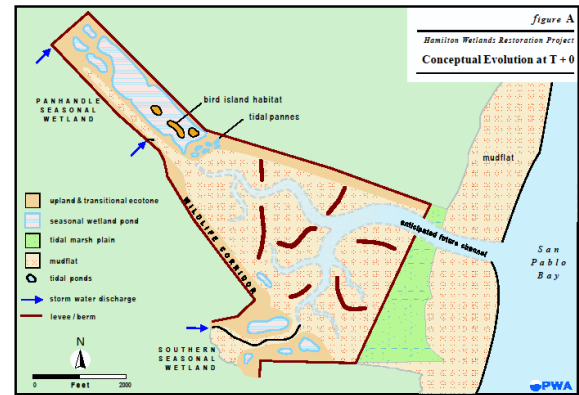 figure A
Hamilton Wetlands Restoration Project
Conceptual Evolution at T + 0
PANHANDLE
SEASONAL
WETLAND
bird island habitat
tidal pannes
mudflat
upland & transitional ecotone
seasonal wetland pond
tidal marsh plain
mudflat
tidal ponds
storm water discharge
levee / berm
WILDLIFE CORRIDOR
anticipated future channel
San
Pablo
Bay
N
0
Feet
2000
SOUTHERN
SEASONAL
WETLAND
PWA